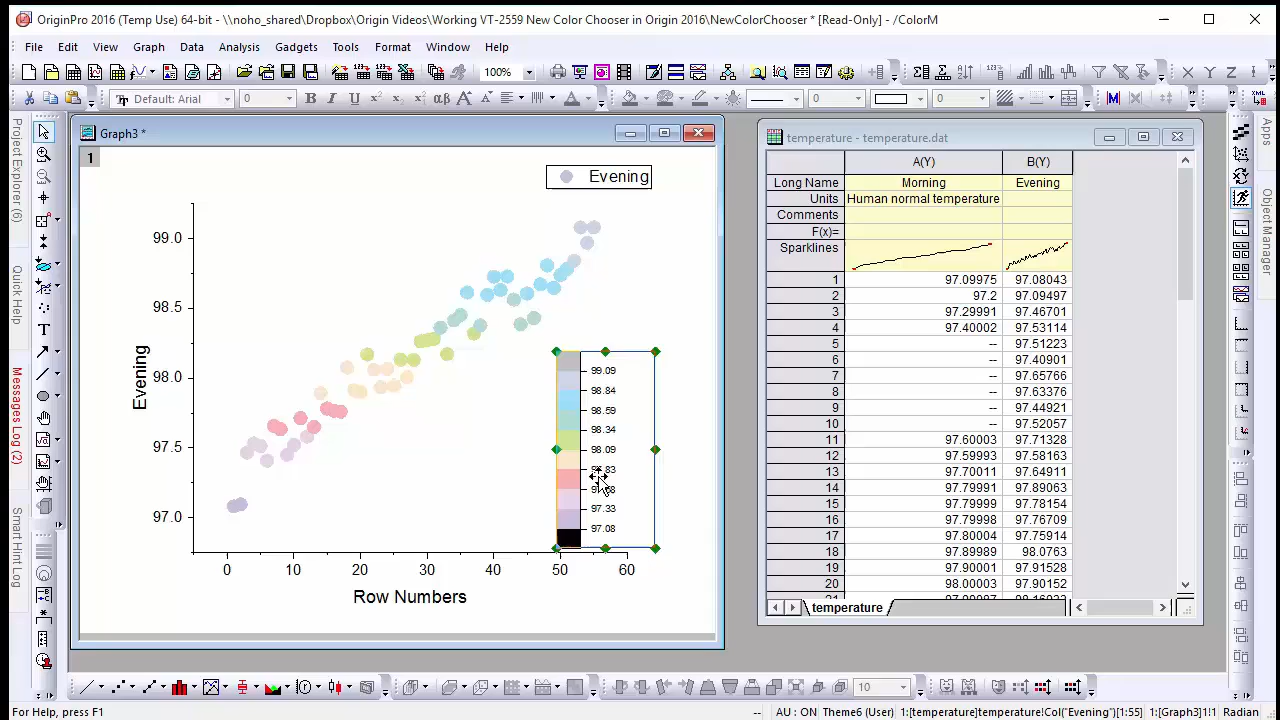 OriginPro 2016 (Temp Use) 64-bit - \\noho_shared\Dropbox\Origin Videos\Working VT-2559 New Color Chooser in Origin 2016\NewColorChooser * [Read-Only] - /ColorM
File Edit View Graph Data Analysis Gadgets Tools Format Window Help
100%
Default: Arial 0 B I U αβ A A A 0 0 M XML
Project Explorer (6)
Quick Help
Messages Log (2)
Smart Hint Log
Graph3 *
1
Evening
99.0
98.5
98.0
97.5
97.0
Evening
0 10 20 30 40 50 60
Row Numbers
99.09
98.84
98.59
98.34
98.09
97.33
97.08
temperature - temperature.dat
A(Y) B(Y)
Long Name Morning Evening
Units Human normal temperature
Comments
F(x)=
Sparklines
1 97.09975 97.08043
2 97.2 97.09497
3 97.29991 97.46701
4 97.40002 97.53114
5 -- 97.51223
6 -- 97.40901
7 -- 97.65766
8 -- 97.63376
9 -- 97.44921
10 -- 97.52057
11 97.60003 97.71328
12 97.59993 97.58163
13 97.70011 97.64911
14 97.79991 97.89063
15 97.79991 97.78154
16 97.79998 97.76709
17 97.80004 97.75914
18 97.89989 98.0763
19 97.90001 97.91528
20 98.00003 97.90152
temperature
Apps
Object Manager
10
For Help, press F1
-- AU : ON Theme6 (User) 1:[temperature]temperature!Col("Evening")[1:55] 1:[Graph3]1!1 Radian